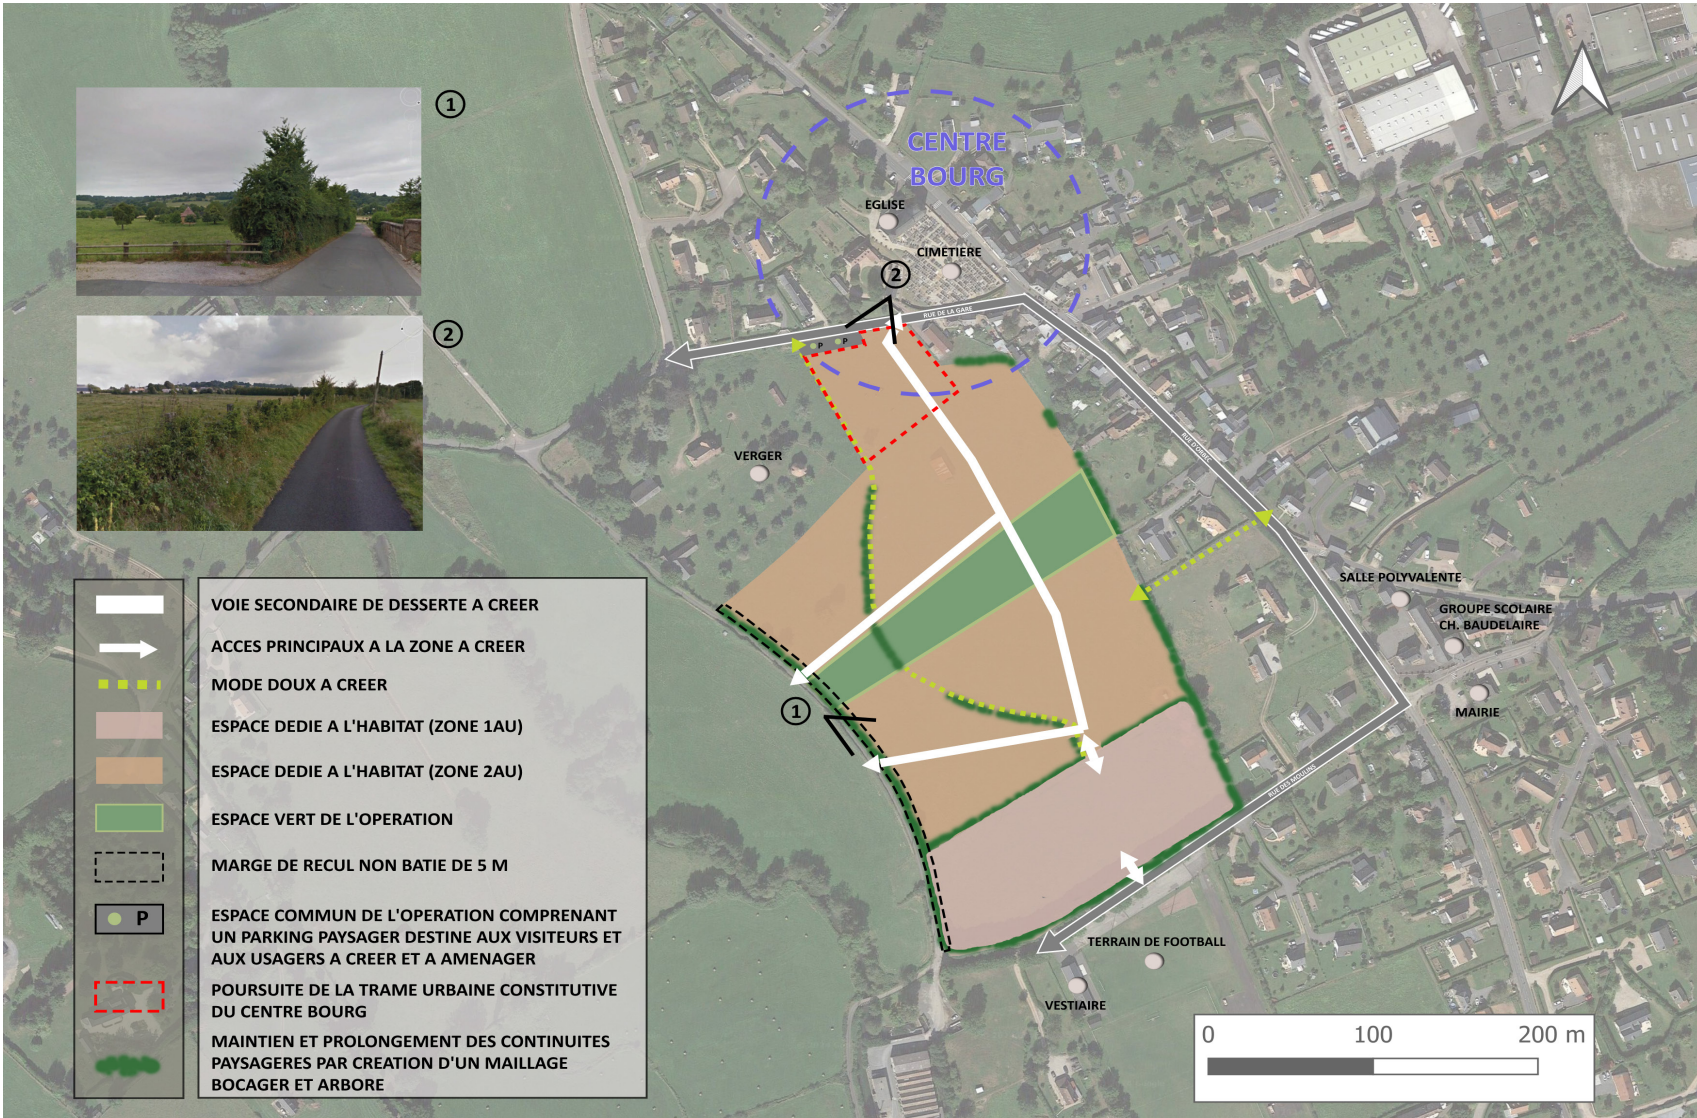 1
2
CENTRE
BOURG
EGLISE
CIMETIERE
2
RUE DE LA GARE
P
P
VERGER
RUE D'ORBEC
SALLE POLYVALENTE
GROUPE SCOLAIRE
CH. BAUDELAIRE
MAIRIE
1
RUE DES MOULINS
TERRAIN DE FOOTBALL
VESTIAIRE
VOIE SECONDAIRE DE DESSERTE A CREER
ACCES PRINCIPAUX A LA ZONE A CREER
MODE DOUX A CREER
ESPACE DEDIE A L'HABITAT (ZONE 1AU)
ESPACE DEDIE A L'HABITAT (ZONE 2AU)
ESPACE VERT DE L'OPERATION
MARGE DE RECUL NON BATIE DE 5 M
P
ESPACE COMMUN DE L'OPERATION COMPRENANT
UN PARKING PAYSAGER DESTINE AUX VISITEURS ET
AUX USAGERS A CREER ET A AMENAGER
POURSUITE DE LA TRAME URBAINE CONSTITUTIVE
DU CENTRE BOURG
MAINTIEN ET PROLONGEMENT DES CONTINUITES
PAYSAGERES PAR CREATION D'UN MAILLAGE
BOCAGER ET ARBORE
0 100 200 m